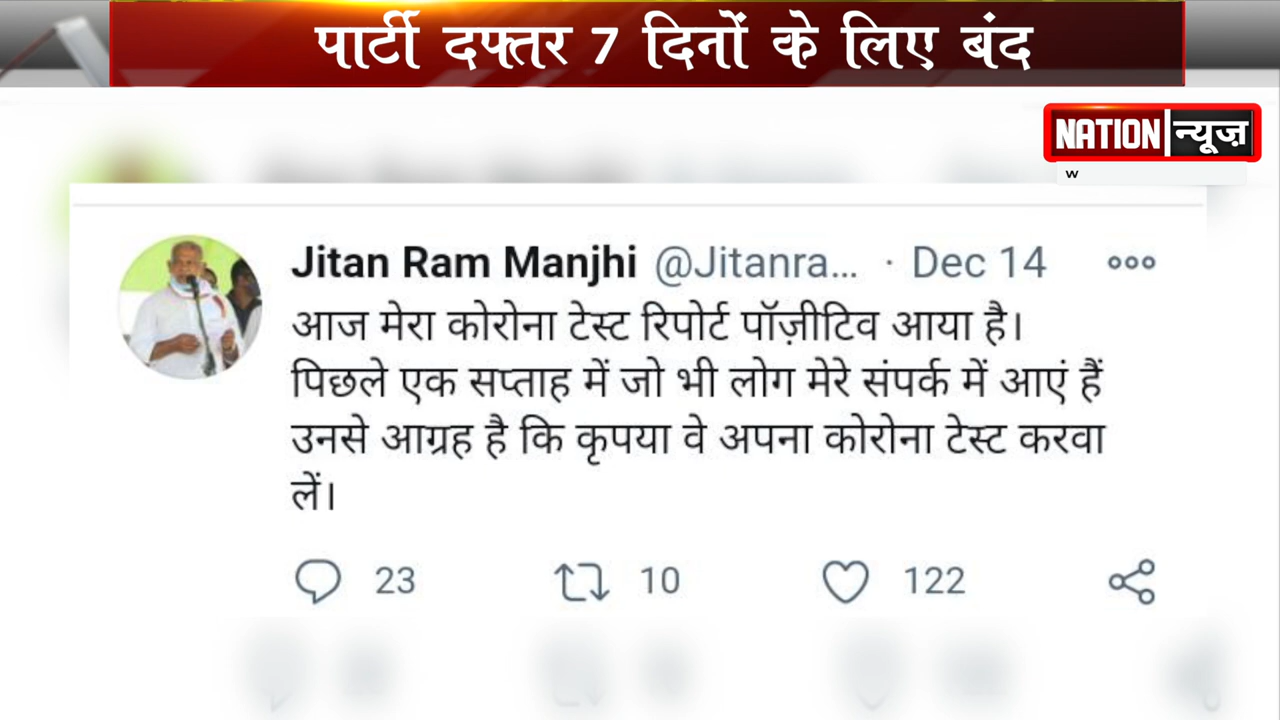 पार्टी दफ्तर 7 दिनों के लिए बंद
NATION न्यूज़
w
Jitan Ram Manjhi @Jitanra... · Dec 14
आज मेरा कोरोना टेस्ट रिपोर्ट पॉज़ीटिव आया है।
पिछले एक सप्ताह में जो भी लोग मेरे संपर्क में आएं हैं
उनसे आग्रह है कि कृपया वे अपना कोरोना टेस्ट करवा
लें।
23 10 122